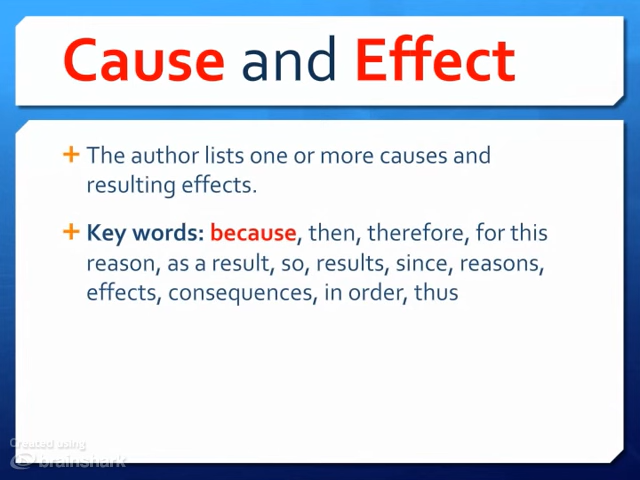 Cause and Effect
The author lists one or more causes and
resulting effects.
Key words: because, then, therefore, for this
reason, as a result, so, results, since, reasons,
effects, consequences, in order, thus
Created using
brainshark